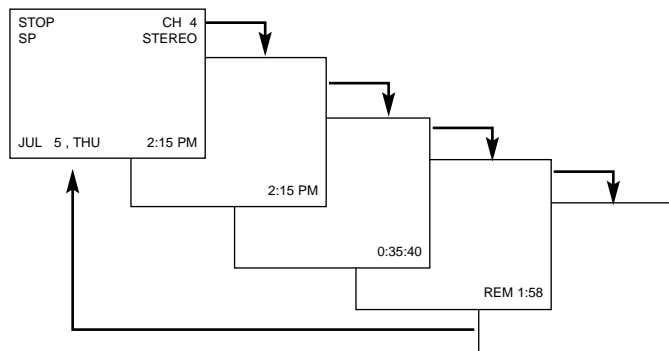 STOP CH 4
SP STEREO
JUL 5 , THU 2:15 PM
2:15 PM
0:35:40
REM 1:58